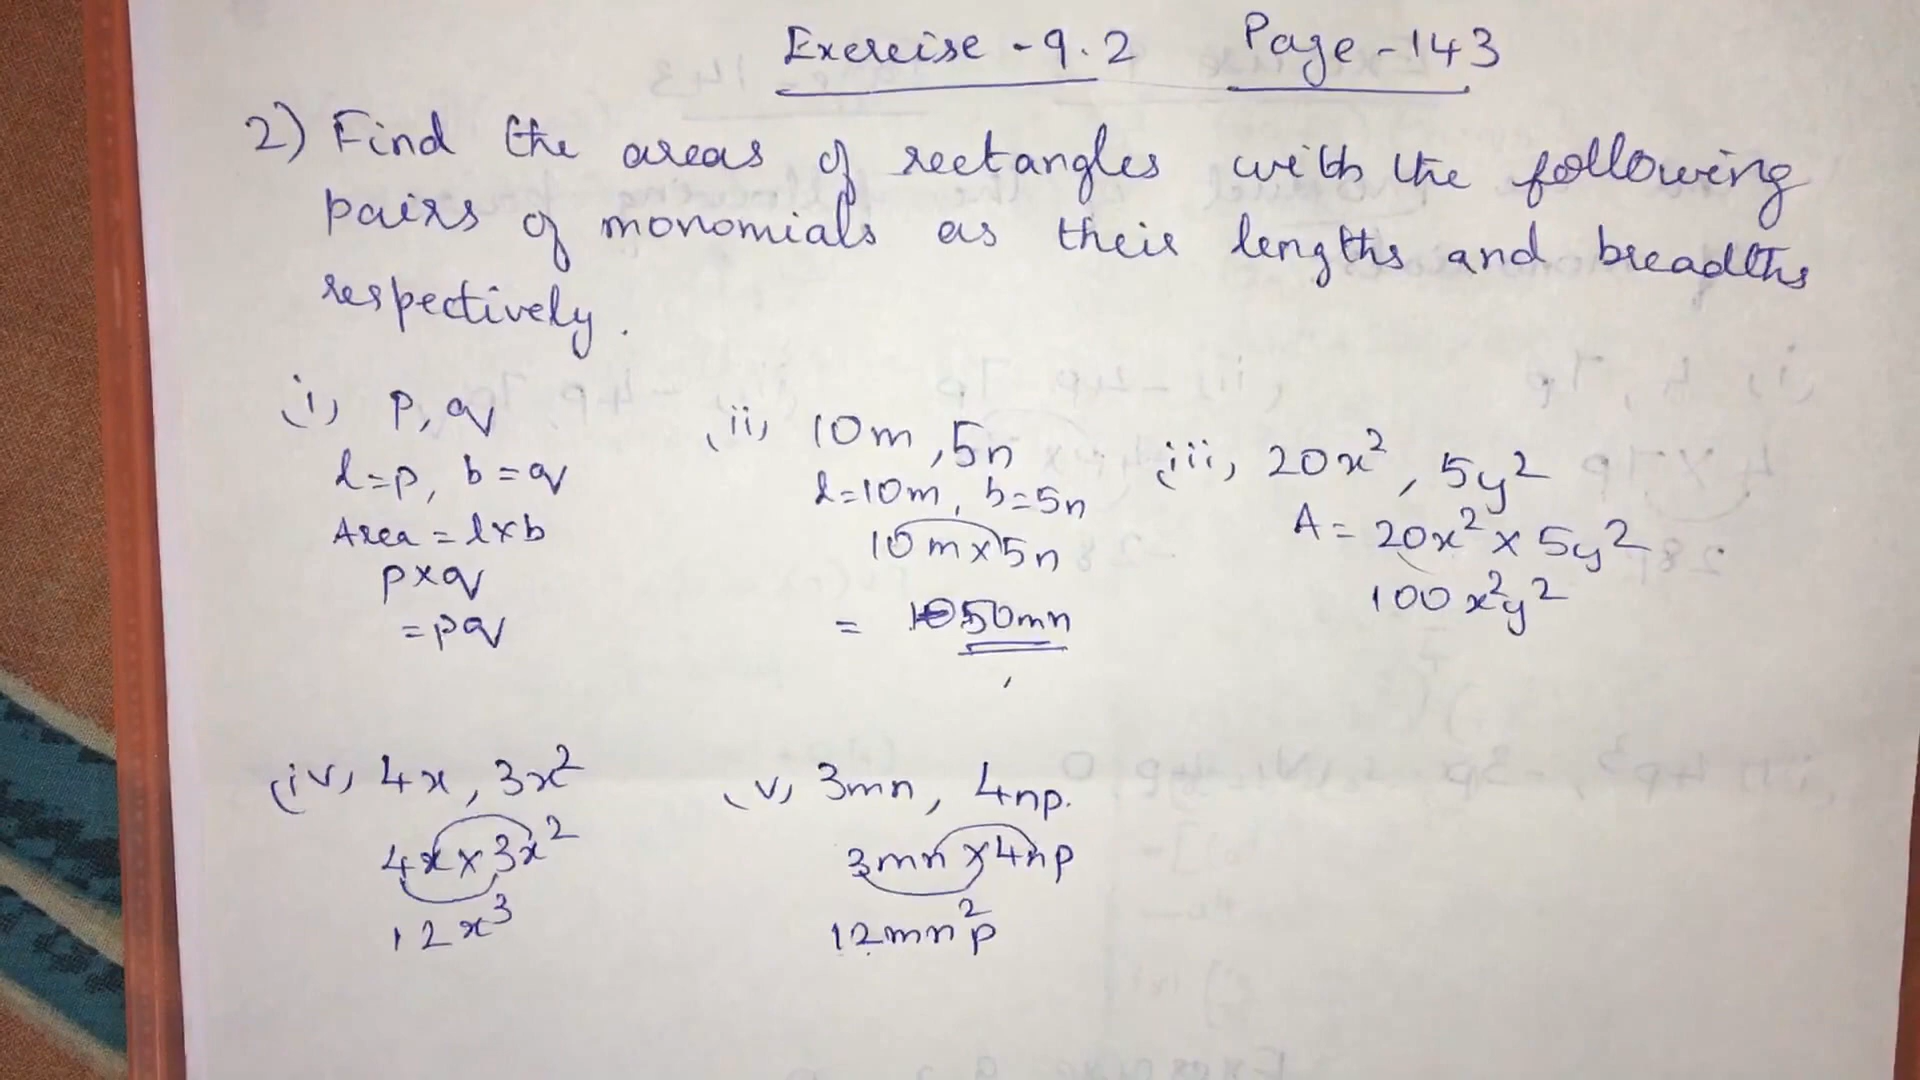 Exercise - 9.2 Page - 143
2) Find the areas of rectangles with the following
pairs of monomials as their lengths and breadths
respectively.
(i) p, q
l = p, b = q
Area = l x b
p x q
= pq
(ii) 10m, 5n
l = 10m, b = 5n
10m x 5n
= 50mn
(iii) 20x², 5y²
A = 20x² x 5y²
100x²y²
(iv) 4x, 3x²
4x x 3x²
12x³
(v) 3mn, 4np.
3mn x 4np
12mn²p